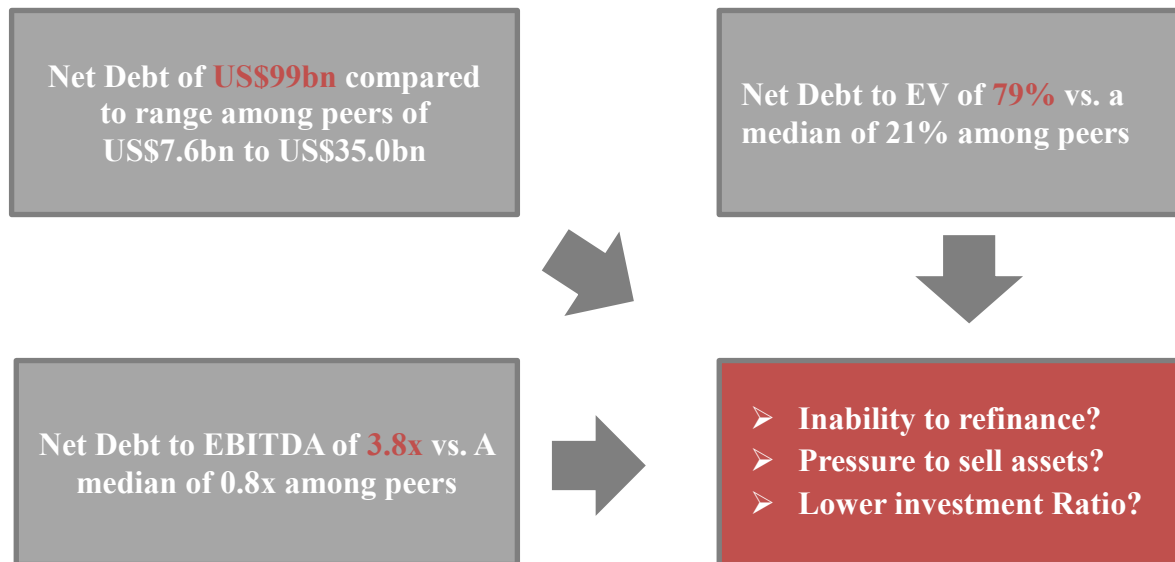 Net Debt of US$99bn compared
to range among peers of
US$7.6bn to US$35.0bn
Net Debt to EV of 79% vs. a
median of 21% among peers
Net Debt to EBITDA of 3.8x vs. A
median of 0.8x among peers
➢ Inability to refinance?
➢ Pressure to sell assets?
➢ Lower investment Ratio?